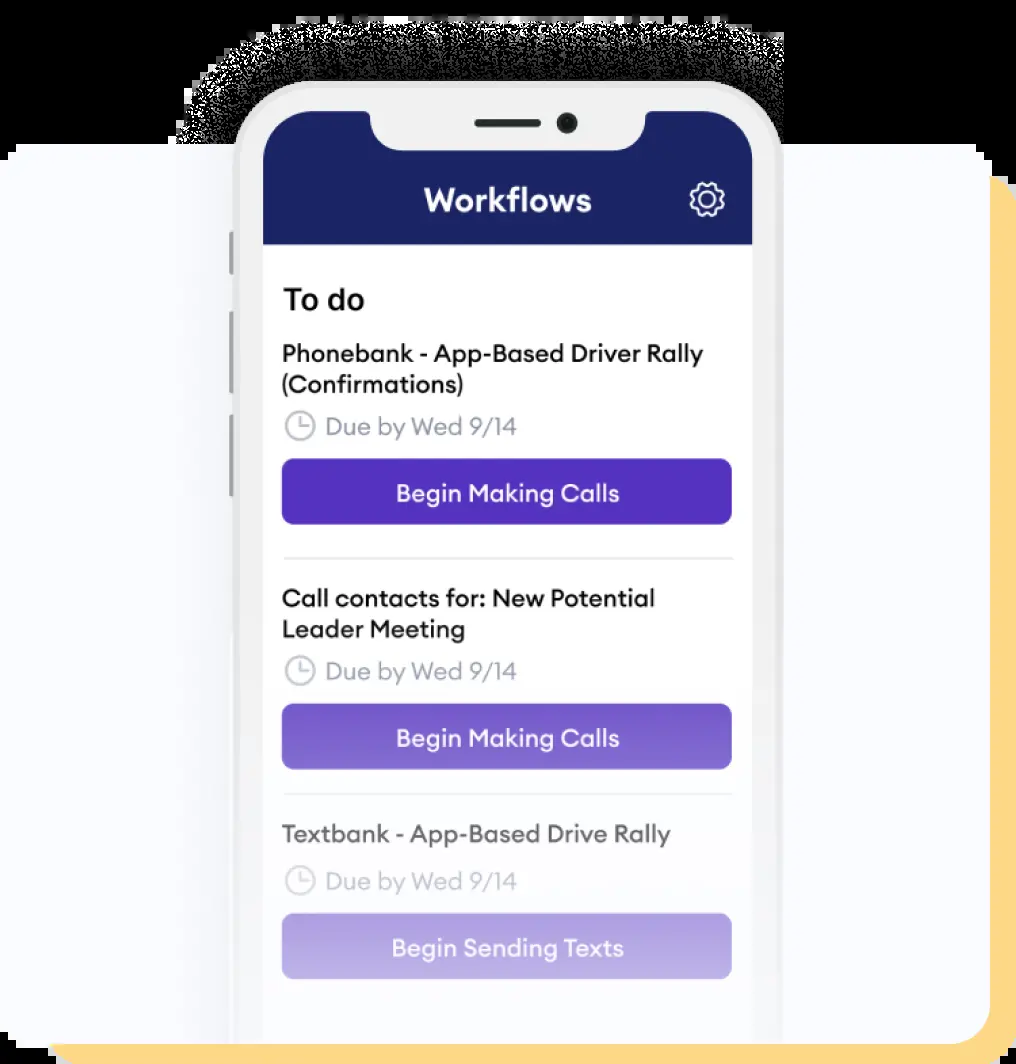 Workflows
To do
Phonebank - App-Based Driver Rally
(Confirmations)
Due by Wed 9/14
Begin Making Calls
Call contacts for: New Potential
Leader Meeting
Due by Wed 9/14
Begin Making Calls
Textbank - App-Based Drive Rally
Due by Wed 9/14
Begin Sending Texts